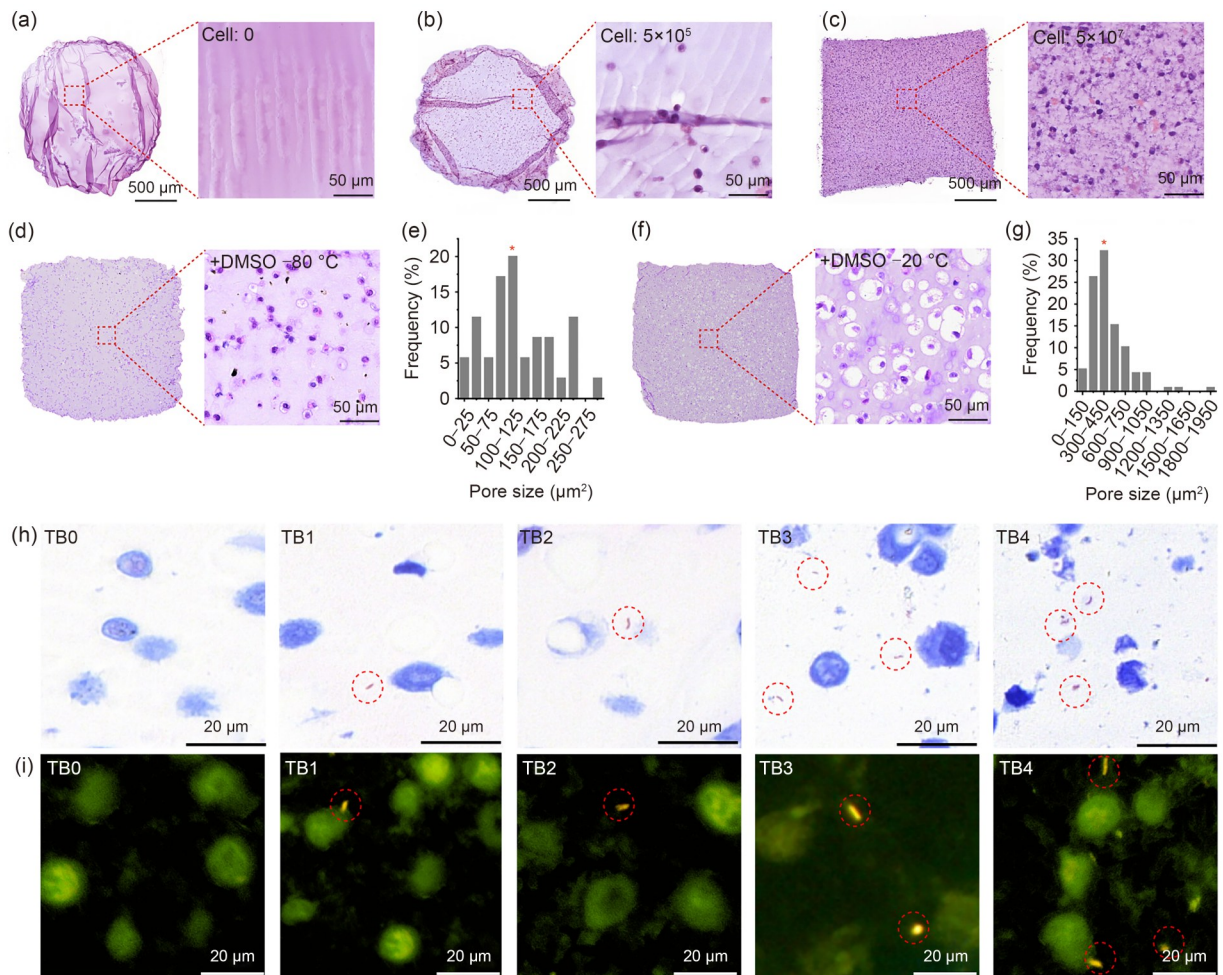 (a)
Cell: 0
500 µm
50 µm
(b)
Cell: 5×10⁵
500 µm
50 µm
(c)
Cell: 5×10⁷
500 µm
50 µm
(d)
+DMSO −80 °C
50 µm
(e)
*
Frequency (%)
20
15
10
5
0
0−25
50−75
100−125
150−175
200−225
250−275
Pore size (µm²)
(f)
+DMSO −20 °C
50 µm
(g)
*
Frequency (%)
35
30
25
20
15
10
5
0
0−150
300−450
600−750
900−1050
1200−1350
1500−1650
1800−1950
Pore size (µm²)
(h)
TB0
20 µm
TB1
20 µm
TB2
20 µm
TB3
20 µm
TB4
20 µm
(i)
TB0
20 µm
TB1
20 µm
TB2
20 µm
TB3
20 µm
TB4
20 µm